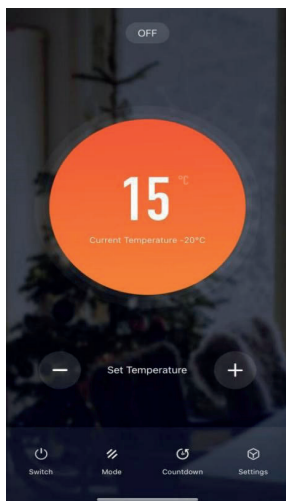 OFF
15 °C
Current Temperature -20°C
Set Temperature
Switch Mode Countdown Settings